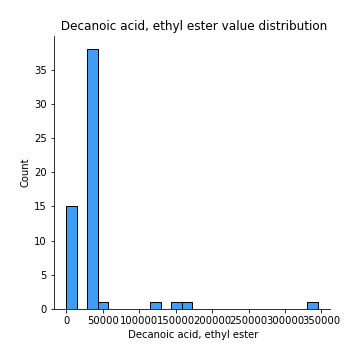 Decanoic acid, ethyl ester value distribution
35
30
25
20
15
10
5
0
Count
0 50000 100000 150000 200000 250000 300000 350000
Decanoic acid, ethyl ester